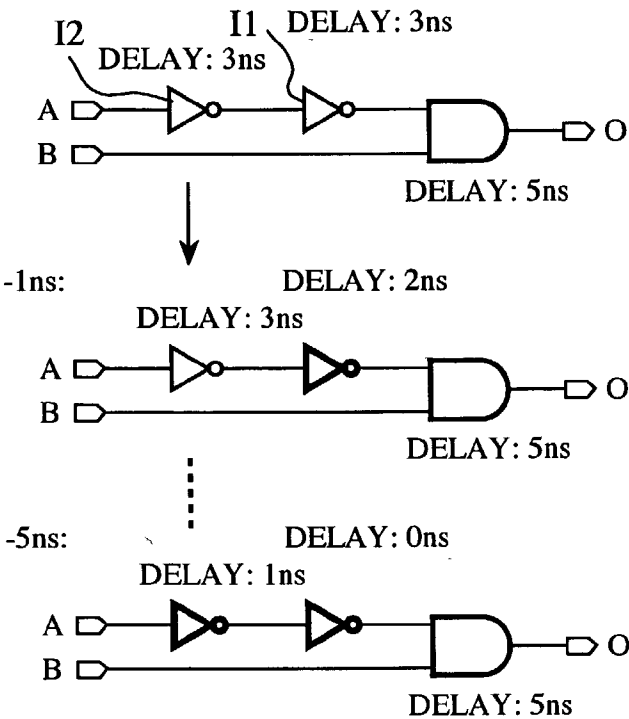 I2
I1
DELAY: 3ns
DELAY: 3ns
A
B
O
DELAY: 5ns
-1ns:
DELAY: 2ns
DELAY: 3ns
A
B
O
DELAY: 5ns
-5ns:
DELAY: 0ns
DELAY: 1ns
A
B
O
DELAY: 5ns